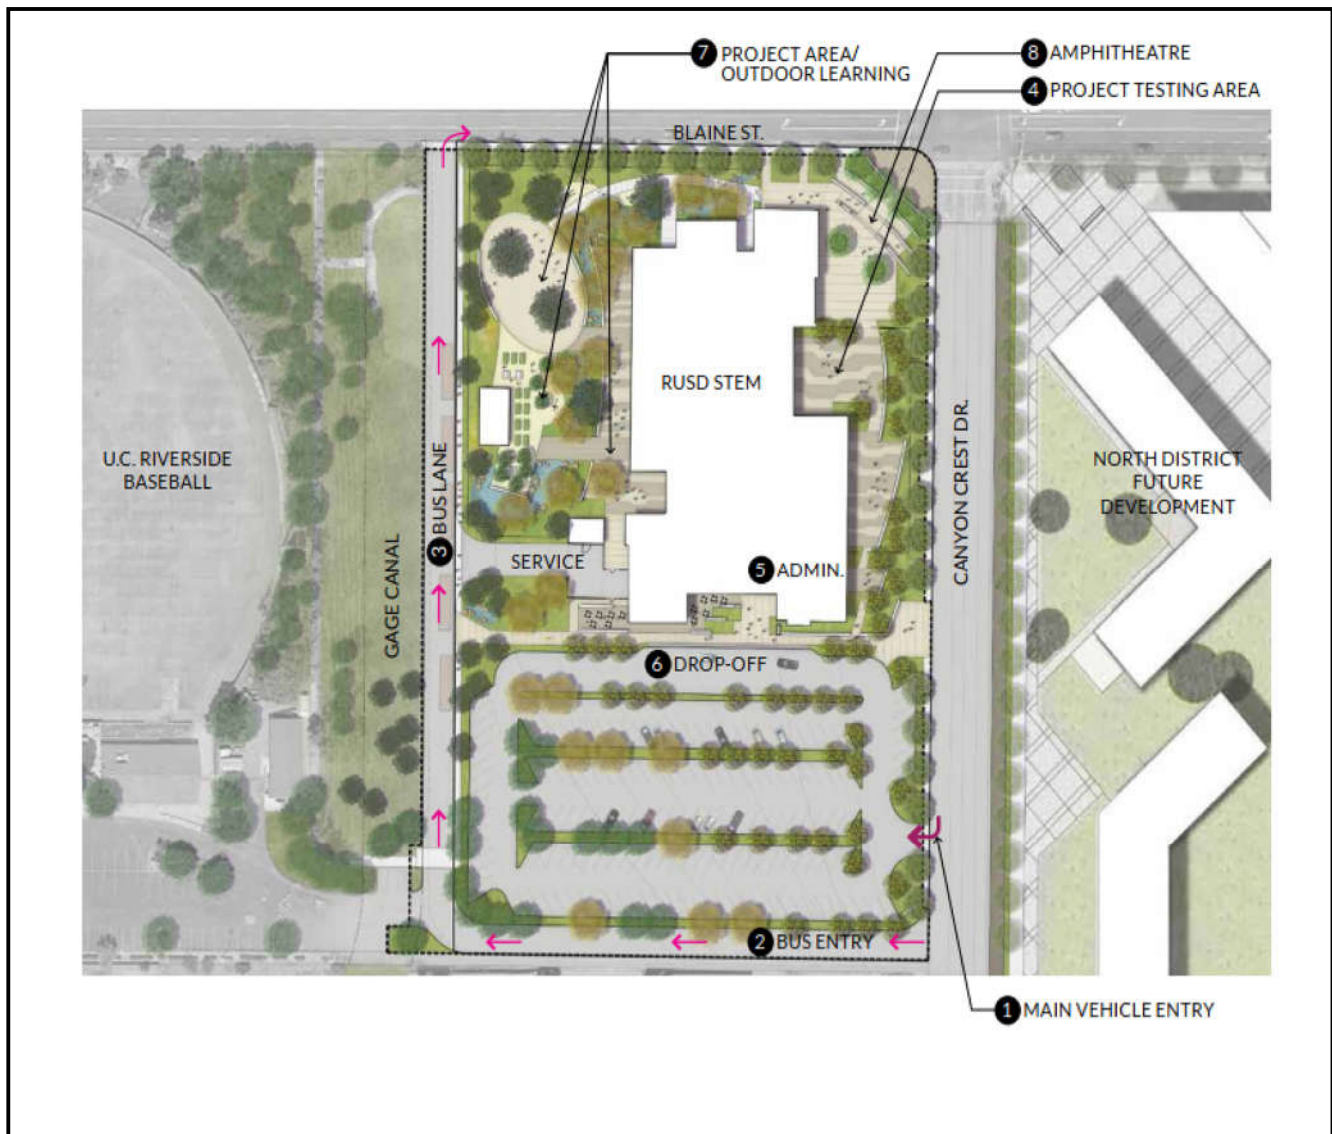 7 PROJECT AREA/
OUTDOOR LEARNING
8 AMPHITHEATRE
4 PROJECT TESTING AREA
BLAINE ST.
RUSD STEM
U.C. RIVERSIDE
BASEBALL
GAGE CANAL
3 BUS LANE
CANYON CREST DR.
NORTH DISTRICT
FUTURE
DEVELOPMENT
SERVICE
5 ADMIN.
6 DROP-OFF
2 BUS ENTRY
1 MAIN VEHICLE ENTRY